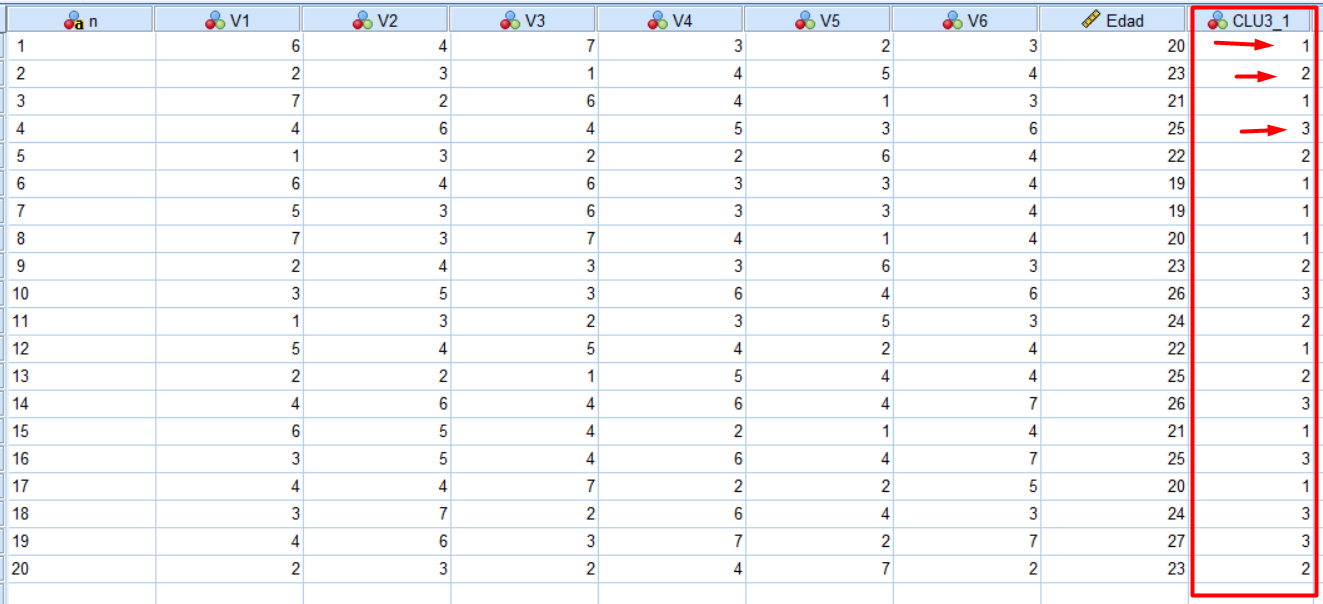 n V1 V2 V3 V4 V5 V6 Edad CLU3_1
1 6 4 7 3 2 3 20 1
2 2 3 1 4 5 4 23 2
3 7 2 6 4 1 3 21 1
4 4 6 4 5 3 6 25 3
5 1 3 2 2 6 4 22 2
6 6 4 6 3 3 4 19 1
7 5 3 6 3 3 4 19 1
8 7 3 7 4 1 4 20 1
9 2 4 3 3 6 3 23 2
10 3 5 3 6 4 6 26 3
11 1 3 2 3 5 3 24 2
12 5 4 5 4 2 4 22 1
13 2 2 1 5 4 4 25 2
14 4 6 4 6 4 7 26 3
15 6 5 4 2 1 4 21 1
16 3 5 4 6 4 7 25 3
17 4 4 7 2 2 5 20 1
18 3 7 2 6 4 3 24 3
19 4 6 3 7 2 7 27 3
20 2 3 2 4 7 2 23 2